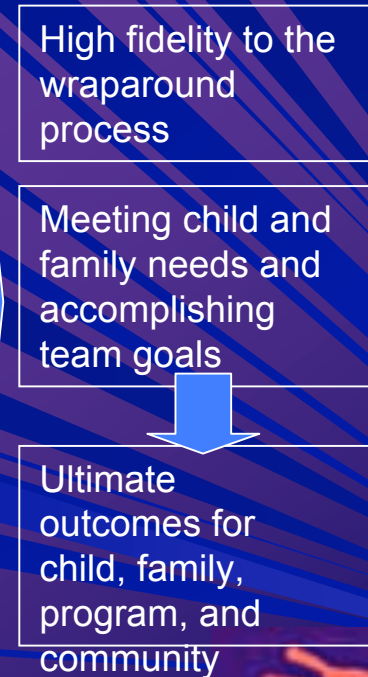 High fidelity to the
wraparound
process
Meeting child and
family needs and
accomplishing
team goals
Ultimate
outcomes for
child, family,
program, and
community